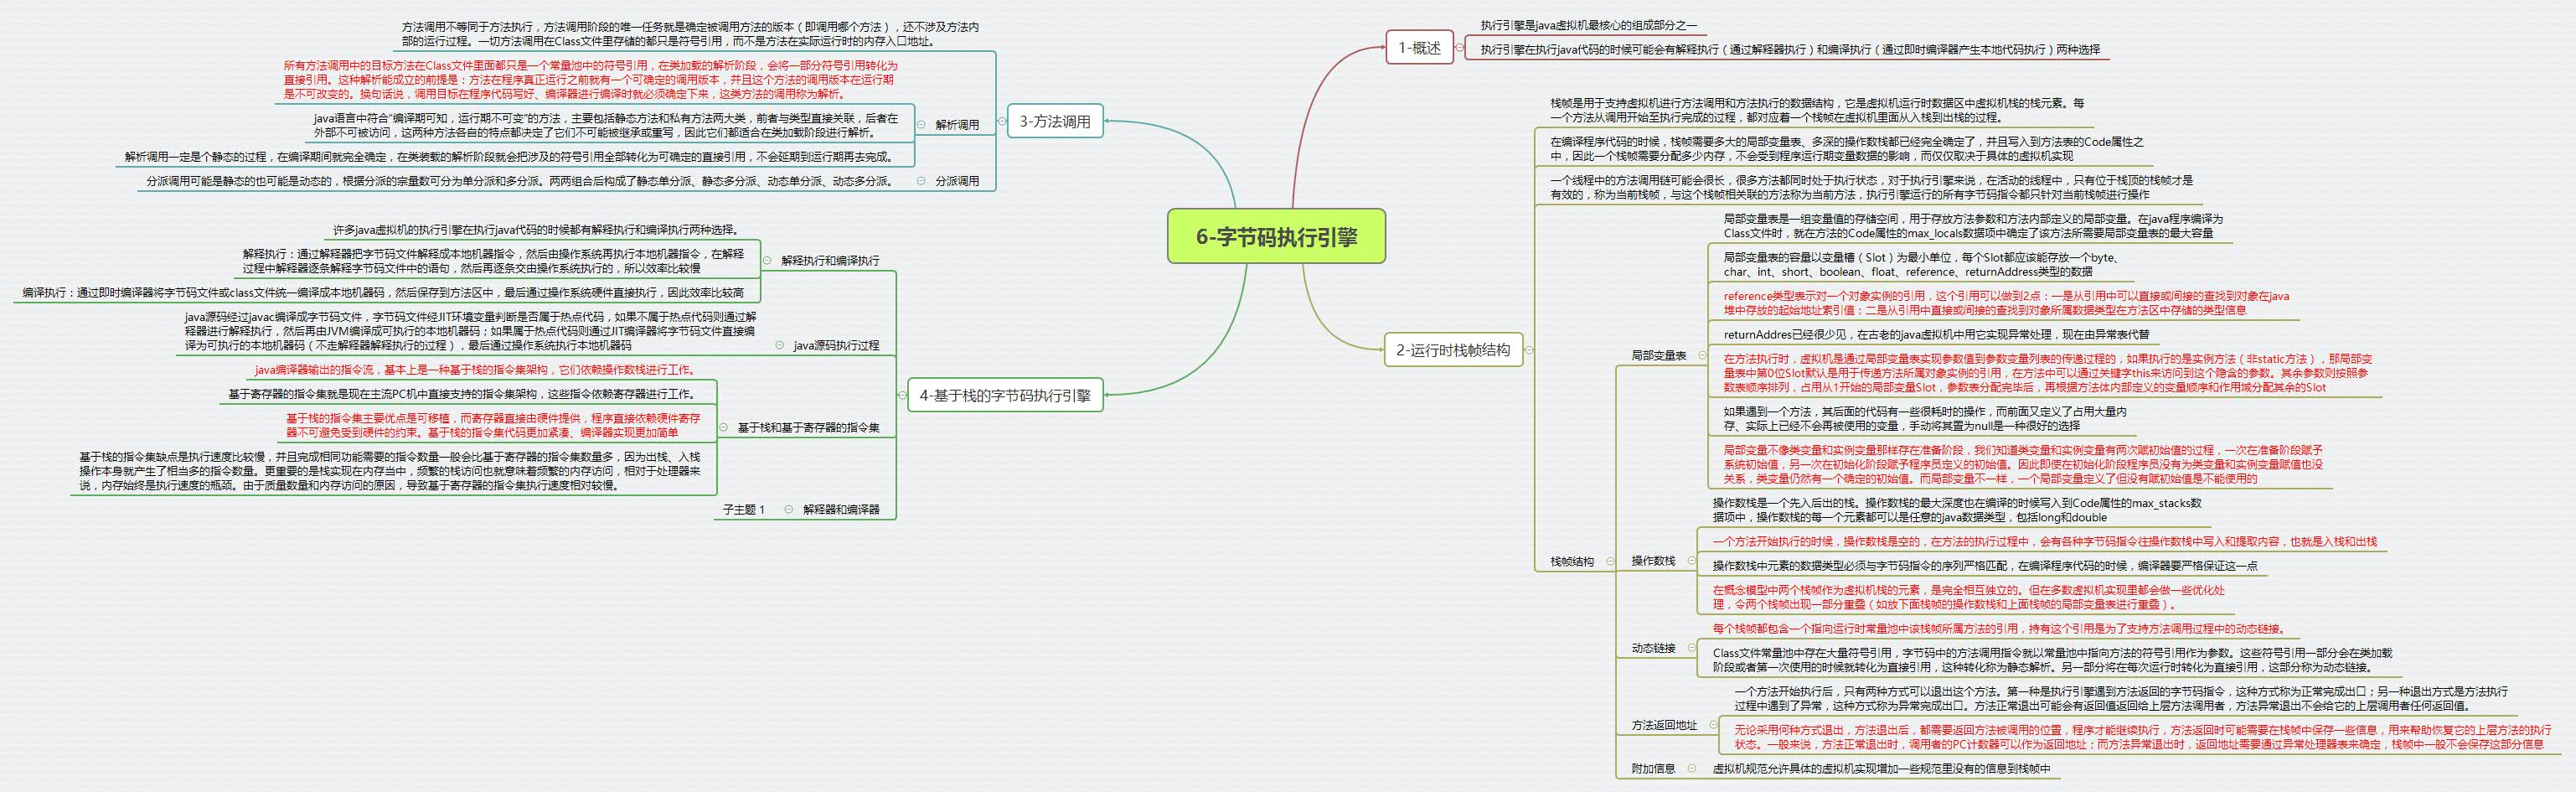 6-字节码执行引擎
1-概述
执行引擎是java虚拟机最核心的组成部分之一
执行引擎在执行java代码的时候可能会有解释执行（通过解释器执行）和编译执行（通过即时编译器产生本地代码执行）两种选择
2-运行时栈帧结构
栈帧是用于支持虚拟机进行方法调用和方法执行的数据结构，它是虚拟机运行时数据区中虚拟机栈的栈元素。每
一个方法从调用开始至执行完成的过程，都对应着一个栈帧在虚拟机里面从入栈到出栈的过程。
在编译程序代码的时候，栈帧需要多大的局部变量表、多深的操作数栈都已经完全确定了，并且写入到方法表的Code属性之
中，因此一个栈帧需要分配多少内存，不会受到程序运行期变量数据的影响，而仅仅取决于具体的虚拟机实现
一个线程中的方法调用链可能会很长，很多方法都同时处于执行状态，对于执行引擎来说，在活动的线程中，只有位于栈顶的栈帧才是
有效的，称为当前栈帧，与这个栈帧相关联的方法称为当前方法，执行引擎运行的所有字节码指令都只针对当前栈帧进行操作
栈帧结构
局部变量表
局部变量表是一组变量值的存储空间，用于存放方法参数和方法内部定义的局部变量。在java程序编译为
Class文件时，就在方法的Code属性的max_locals数据项中确定了该方法所需要局部变量表的最大容量
局部变量表的容量以变量槽（Slot）为最小单位，每个Slot都应该能存放一个byte、
char、int、short、boolean、float、reference、returnAddress类型的数据
reference类型表示对一个对象实例的引用，这个引用可以做到2点：一是从引用中可以直接或间接的查找到对象在java
堆中存放的起始地址索引值；二是从引用中直接或间接的查找到对象所属数据类型在方法区中存储的类型信息
returnAddres已经很少见，在古老的java虚拟机中用它实现异常处理，现在由异常表代替
在方法执行时，虚拟机是通过局部变量表实现参数值到参数变量列表的传递过程的，如果执行的是实例方法（非static方法），那局部变
量表中第0位Slot默认是用于传递方法所属对象实例的引用，在方法中可以通过关键字this来访问到这个隐含的参数。其余参数则按照参
数表顺序排列，占用从1开始的局部变量Slot，参数表分配完毕后，再根据方法体内部定义的变量顺序和作用域分配其余的Slot
如果遇到一个方法，其后面的代码有一些很耗时的操作，而前面又定义了占用大量内
存、实际上已经不会再被使用的变量，手动将其置为null是一种很好的选择
局部变量不像类变量和实例变量那样存在准备阶段，我们知道类变量和实例变量有两次赋初始值的过程，一次在准备阶段赋予
系统初始值，另一次在初始化阶段赋予程序员定义的初始值。因此即使在初始化阶段程序员没有为类变量和实例变量赋值也没
关系，类变量仍然有一个确定的初始值。而局部变量不一样，一个局部变量定义了但没有赋初始值是不能使用的
操作数栈
操作数栈是一个先入后出的栈。操作数栈的最大深度也在编译的时候写入到Code属性的max_stacks数
据项中，操作数栈的每一个元素都可以是任意的java数据类型，包括long和double
一个方法开始执行的时候，操作数栈是空的，在方法的执行过程中，会有各种字节码指令往操作数栈中写入和提取内容，也就是入栈和出栈
操作数栈中元素的数据类型必须与字节码指令的序列严格匹配，在编译程序代码的时候，编译器要严格保证这一点
在概念模型中两个栈帧作为虚拟机栈的元素，是完全相互独立的。但在多数虚拟机实现里都会做一些优化处
理，令两个栈帧出现一部分重叠（如放下面栈帧的操作数栈和上面栈帧的局部变量表进行重叠）。
动态链接
每个栈帧都包含一个指向运行时常量池中该栈帧所属方法的引用，持有这个引用是为了支持方法调用过程中的动态链接。
Class文件常量池中存在大量符号引用，字节码中的方法调用指令就以常量池中指向方法的符号引用作为参数。这些符号引用一部分会在类加载
阶段或者第一次使用的时候就转化为直接引用，这种转化称为静态解析。另一部分将在每次运行时转化为直接引用，这部分称为动态链接。
方法返回地址
一个方法开始执行后，只有两种方式可以退出这个方法。第一种是执行引擎遇到方法返回的字节码指令，这种方式称为正常完成出口；另一种退出方式是方法执行
过程中遇到了异常，这种方式称为异常完成出口。方法正常退出可能会有返回值返回给上层方法调用者，方法异常退出不会给它的上层调用者任何返回值。
无论采用何种方式退出，方法退出后，都需要返回方法被调用的位置，程序才能继续执行，方法返回时可能需要在栈帧中保存一些信息，用来帮助恢复它的上层方法的执行
状态。一般来说，方法正常退出时，调用者的PC计数器可以作为返回地址；而方法异常退出时，返回地址需要通过异常处理器表来确定，栈帧中一般不会保存这部分信息
附加信息
虚拟机规范允许具体的虚拟机实现增加一些规范里没有的信息到栈帧中
3-方法调用
方法调用不等同于方法执行，方法调用阶段的唯一任务就是确定被调用方法的版本（即调用哪个方法），还不涉及方法内
部的运行过程。一切方法调用在Class文件里存储的都只是符号引用，而不是方法在实际运行时的内存入口地址。
解析调用
所有方法调用中的目标方法在Class文件里面都只是一个常量池中的符号引用，在类加载的解析阶段，会将一部分符号引用转化为
直接引用。这种解析能成立的前提是：方法在程序真正运行之前就有一个可确定的调用版本，并且这个方法的调用版本在运行期
是不可改变的。换句话说，调用目标在程序代码写好、编译器进行编译时就必须确定下来，这类方法的调用称为解析。
java语言中符合“编译期可知，运行期不可变”的方法，主要包括静态方法和私有方法两大类，前者与类型直接关联，后者在
外部不可被访问，这两种方法各自的特点都决定了它们不可能被继承或重写，因此它们都适合在类加载阶段进行解析。
解析调用一定是个静态的过程，在编译期间就完全确定，在类装载的解析阶段就会把涉及的符号引用全部转化为可确定的直接引用，不会延期到运行期再去完成。
分派调用
分派调用可能是静态的也可能是动态的，根据分派的宗量数可分为单分派和多分派。两两组合后构成了静态单分派、静态多分派、动态单分派、动态多分派。
4-基于栈的字节码执行引擎
解释执行和编译执行
许多java虚拟机的执行引擎在执行java代码的时候都有解释执行和编译执行两种选择。
解释执行：通过解释器把字节码文件解释成本地机器指令，然后由操作系统再执行本地机器指令，在解释
过程中解释器逐条解释字节码文件中的语句，然后再逐条交由操作系统执行的，所以效率比较慢
编译执行：通过即时编译器将字节码文件或class文件统一编译成本地机器码，然后保存到方法区中，最后通过操作系统硬件直接执行，因此效率比较高
java源码执行过程
java源码经过javac编译成字节码文件，字节码文件经JIT环境变量判断是否属于热点代码，如果不属于热点代码则通过解
释器进行解释执行，然后再由JVM编译成可执行的本地机器码；如果属于热点代码则通过JIT编译器将字节码文件直接编
译为可执行的本地机器码（不走解释器解释执行的过程），最后通过操作系统执行本地机器码
基于栈和基于寄存器的指令集
java编译器输出的指令流，基本上是一种基于栈的指令集架构，它们依赖操作数栈进行工作。
基于寄存器的指令集就是现在主流PC机中直接支持的指令集架构，这些指令依赖寄存器进行工作。
基于栈的指令集主要优点是可移植，而寄存器直接由硬件提供，程序直接依赖硬件寄存
器不可避免受到硬件的约束。基于栈的指令集代码更加紧凑、编译器实现更加简单
基于栈的指令集缺点是执行速度比较慢，并且完成相同功能需要的指令数量一般会比基于寄存器的指令集数量多，因为出栈、入栈
操作本身就产生了相当多的指令数量。更重要的是栈实现在内存当中，频繁的栈访问也就意味着频繁的内存访问，相对于处理器来
说，内存始终是执行速度的瓶颈。由于质量数量和内存访问的原因，导致基于寄存器的指令集执行速度相对较慢。
解释器和编译器
子主题 1